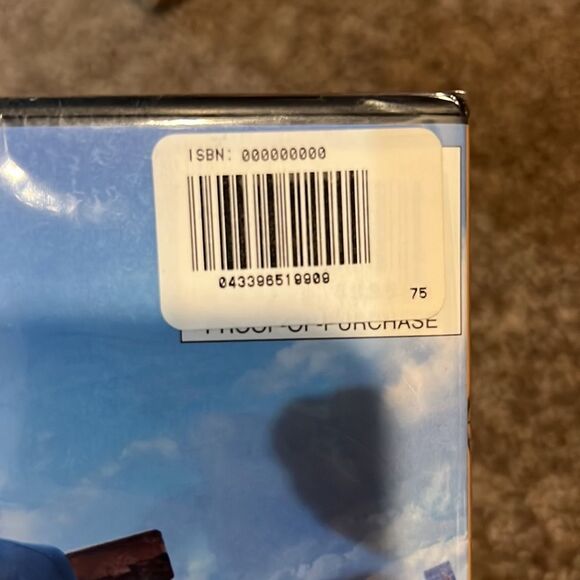 ISBN: 000000000
043396519909
75
PROOF-OF-PURCHASE